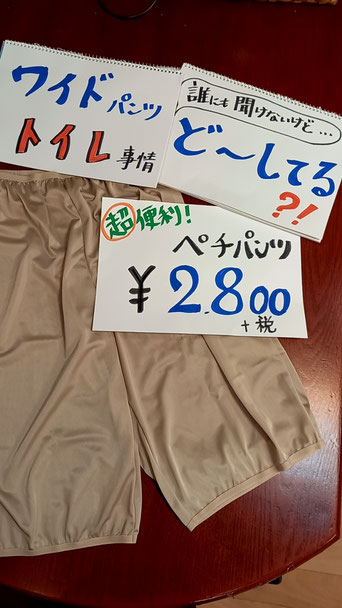 ワイドパンツ
トイレ事情
誰にも聞けないけど…
ど〜してる
?!
超便利!
ペチパンツ
¥2.800
+税